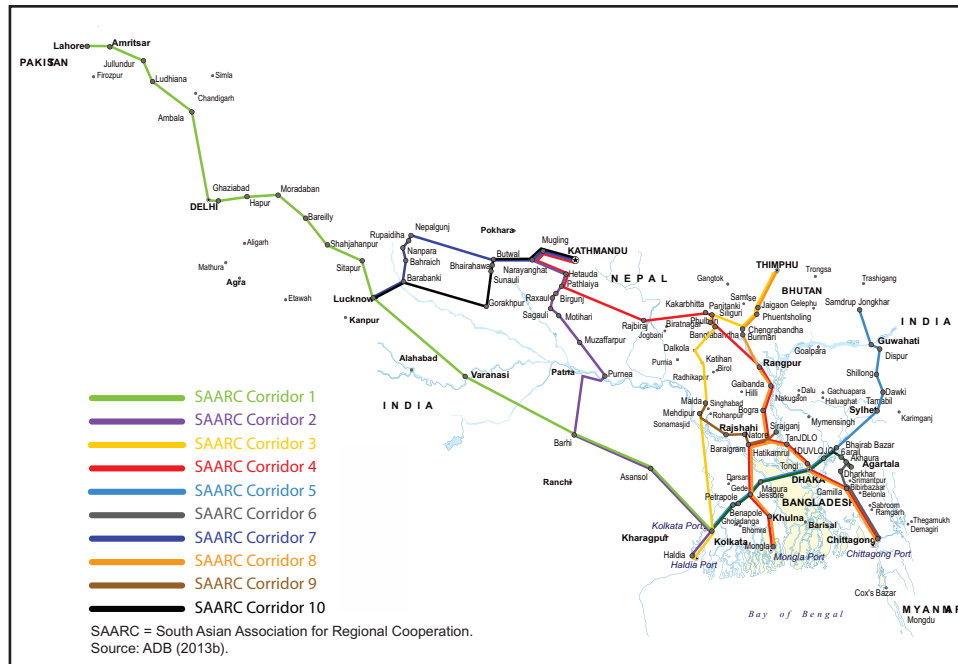 Lahore
Amritsar
PAKISTAN
Jullundur
Firozpur
Ludhiana
Simla
Chandigarh
Ambala
Ghaziabad
DELHI
Hapur
Moradaban
Bareilly
Aligarh
Shahjahanpur
Mathura
Agra
Sitapur
Etawah
Lucknow
Kanpur
Rupaidiha
Nepalgunj
Nanpara
Bahraich
Barabanki
Pokhara
Butwal
Bhairahawa
Sunauli
Gorakhpur
Mugling
KATHMANDU
Narayanghat
Hetauda
Pathlaiya
NEPAL
Raxaul
Birgunj
Sagauli
Motihari
Muzaffarpur
Rajbiraj
Biratnagar
Jogbani
Kakarbhitta
Panitanki
Phulbari
Siliguri
Banglabandha
Gangtok
THIMPHU
Trongsa
Trashigang
BHUTAN
Samtse
Jaigaon
Gelephu
Phuentsholing
Samdrup Jongkhar
INDIA
Chengrabandha
Burimari
Guwahati
Goalpara
Dispur
Dalkola
Purnia
Katihan
Birol
Radhikapur
Rangpur
Shillong
Alahabad
Varanasi
Patna
Purnea
INDIA
Gaibanda
Hilli
Nakugaon
Dalu
Gachuapara
Haluaghat
Dawki
Tamabil
Malda
Singhabad
Rohanpur
Mehdipur
Sonamasjid
Bogra
Mymensingh
Sylhet
Karimganj
Rajshahi
Natore
Sirajganj
Baraigram
Hatikamrul
TanJDLO
1DUVLQJGL
Bhairab Bazar
6arail
Akhaura
Agartala
Barhi
Ranchi
Asansol
Tongi
DHAKA
Dharkhar
Srimantpur
Bibirbazaar
Camilla
Belonia
BANGLADESH
Sabroom
Ramgarh
Thegamukh
Demagiri
Darsana
Gede
Magura
Jessore
Petrapole
Benapole
Gholadanga
Bhomra
Khulna
Barisal
Chittagong
Chittagong Port
Kolkata Port
Kharagpur
Kolkata
Mongla
Mongla Port
Haldia
Haldia Port
Cox's Bazar
MYANMAR
Mongdu
Bay of Bengal
SAARC Corridor 1
SAARC Corridor 2
SAARC Corridor 3
SAARC Corridor 4
SAARC Corridor 5
SAARC Corridor 6
SAARC Corridor 7
SAARC Corridor 8
SAARC Corridor 9
SAARC Corridor 10
SAARC = South Asian Association for Regional Cooperation.
Source: ADB (2013b).